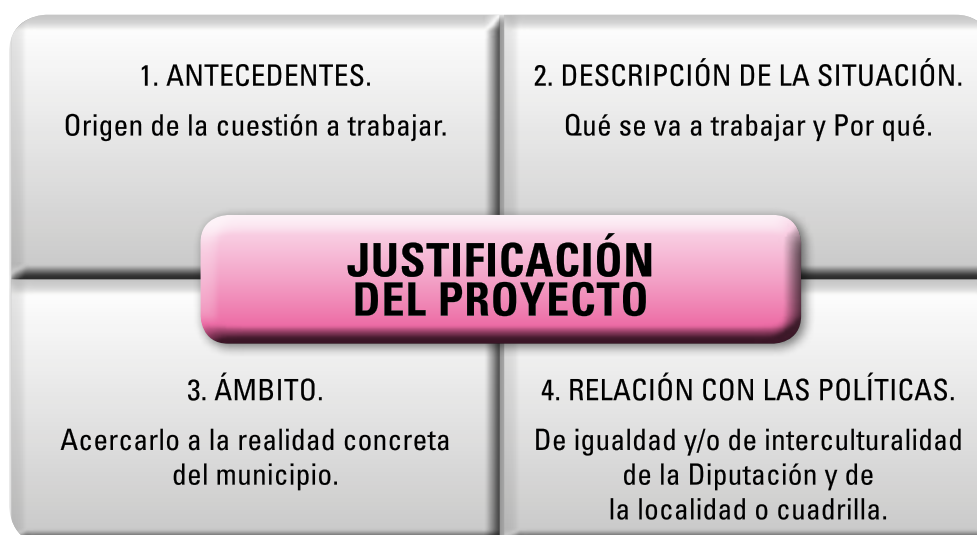 1. ANTECEDENTES.
Origen de la cuestión a trabajar.
2. DESCRIPCIÓN DE LA SITUACIÓN.
Qué se va a trabajar y Por qué.
JUSTIFICACIÓN
DEL PROYECTO
3. ÁMBITO.
Acercarlo a la realidad concreta
del municipio.
4. RELACIÓN CON LAS POLÍTICAS.
De igualdad y/o de interculturalidad
de la Diputación y de
la localidad o cuadrilla.